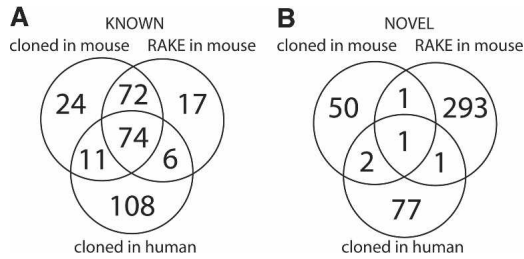 A
KNOWN
cloned in mouse RAKE in mouse
24 72 17
74
11 6
108
cloned in human
B
NOVEL
cloned in mouse RAKE in mouse
50 1 293
1
2 1
77
cloned in human